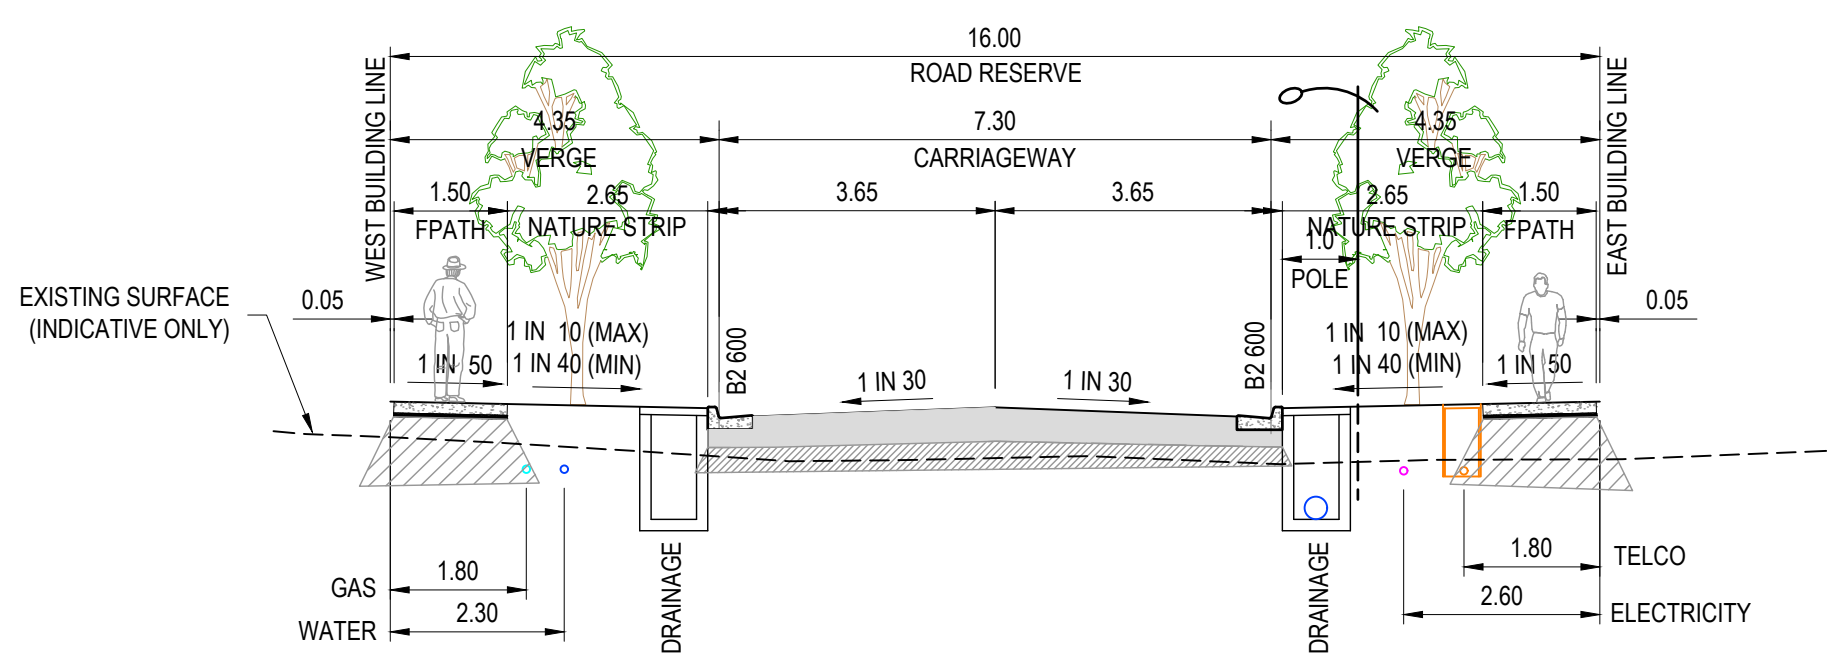 16.00
ROAD RESERVE
WEST BUILDING LINE
EAST BUILDING LINE
4.35
VERGE
7.30
CARRIAGEWAY
4.35
VERGE
1.50
FPATH
2.65
NATURE STRIP
3.65
3.65
2.65
NATURE STRIP
1.50
FPATH
1.0
POLE
EXISTING SURFACE
(INDICATIVE ONLY)
0.05
0.05
1 IN 10 (MAX)
1 IN 40 (MIN)
1 IN 50
B2 600
1 IN 30
1 IN 30
B2 600
1 IN 10 (MAX)
1 IN 40 (MIN)
1 IN 50
DRAINAGE
DRAINAGE
GAS
1.80
WATER
2.30
1.80
TELCO
2.60
ELECTRICITY